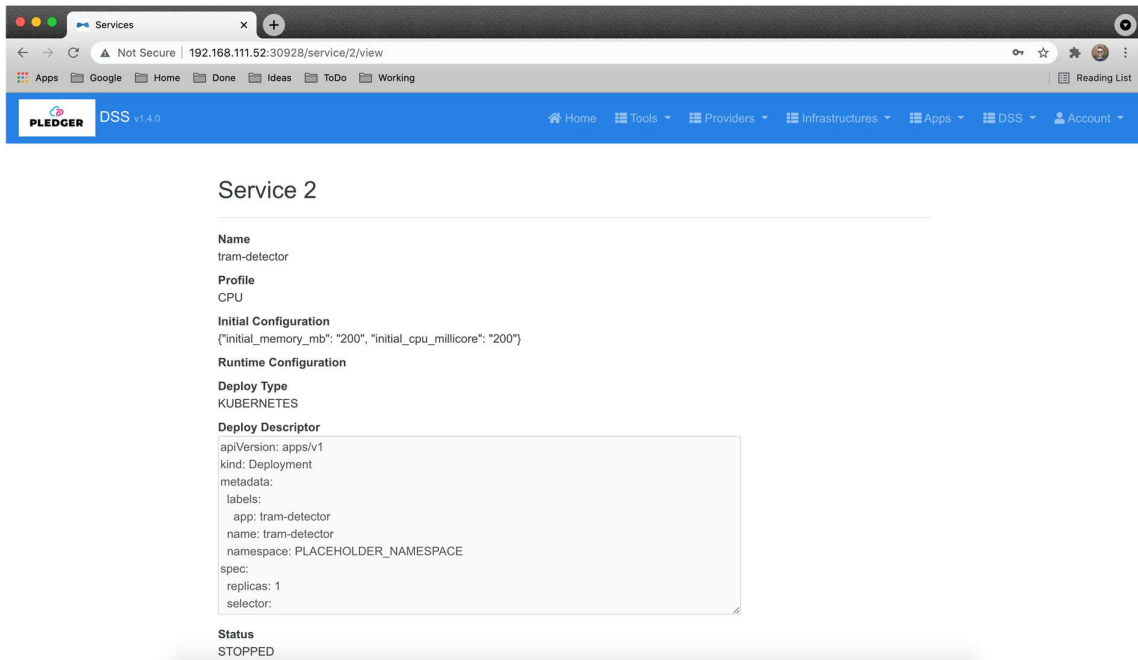 Services
Not Secure | 192.168.111.52:30928/service/2/view
Apps Google Home Done Ideas ToDo Working Reading List
PLEDGER DSS v1.4.0 Home Tools Providers Infrastructures Apps DSS Account
Service 2
Name
tram-detector
Profile
CPU
Initial Configuration
{"initial_memory_mb": "200", "initial_cpu_millicore": "200"}
Runtime Configuration
Deploy Type
KUBERNETES
Deploy Descriptor
apiVersion: apps/v1
kind: Deployment
metadata:
  labels:
    app: tram-detector
  name: tram-detector
  namespace: PLACEHOLDER_NAMESPACE
spec:
  replicas: 1
  selector:
Status
STOPPED